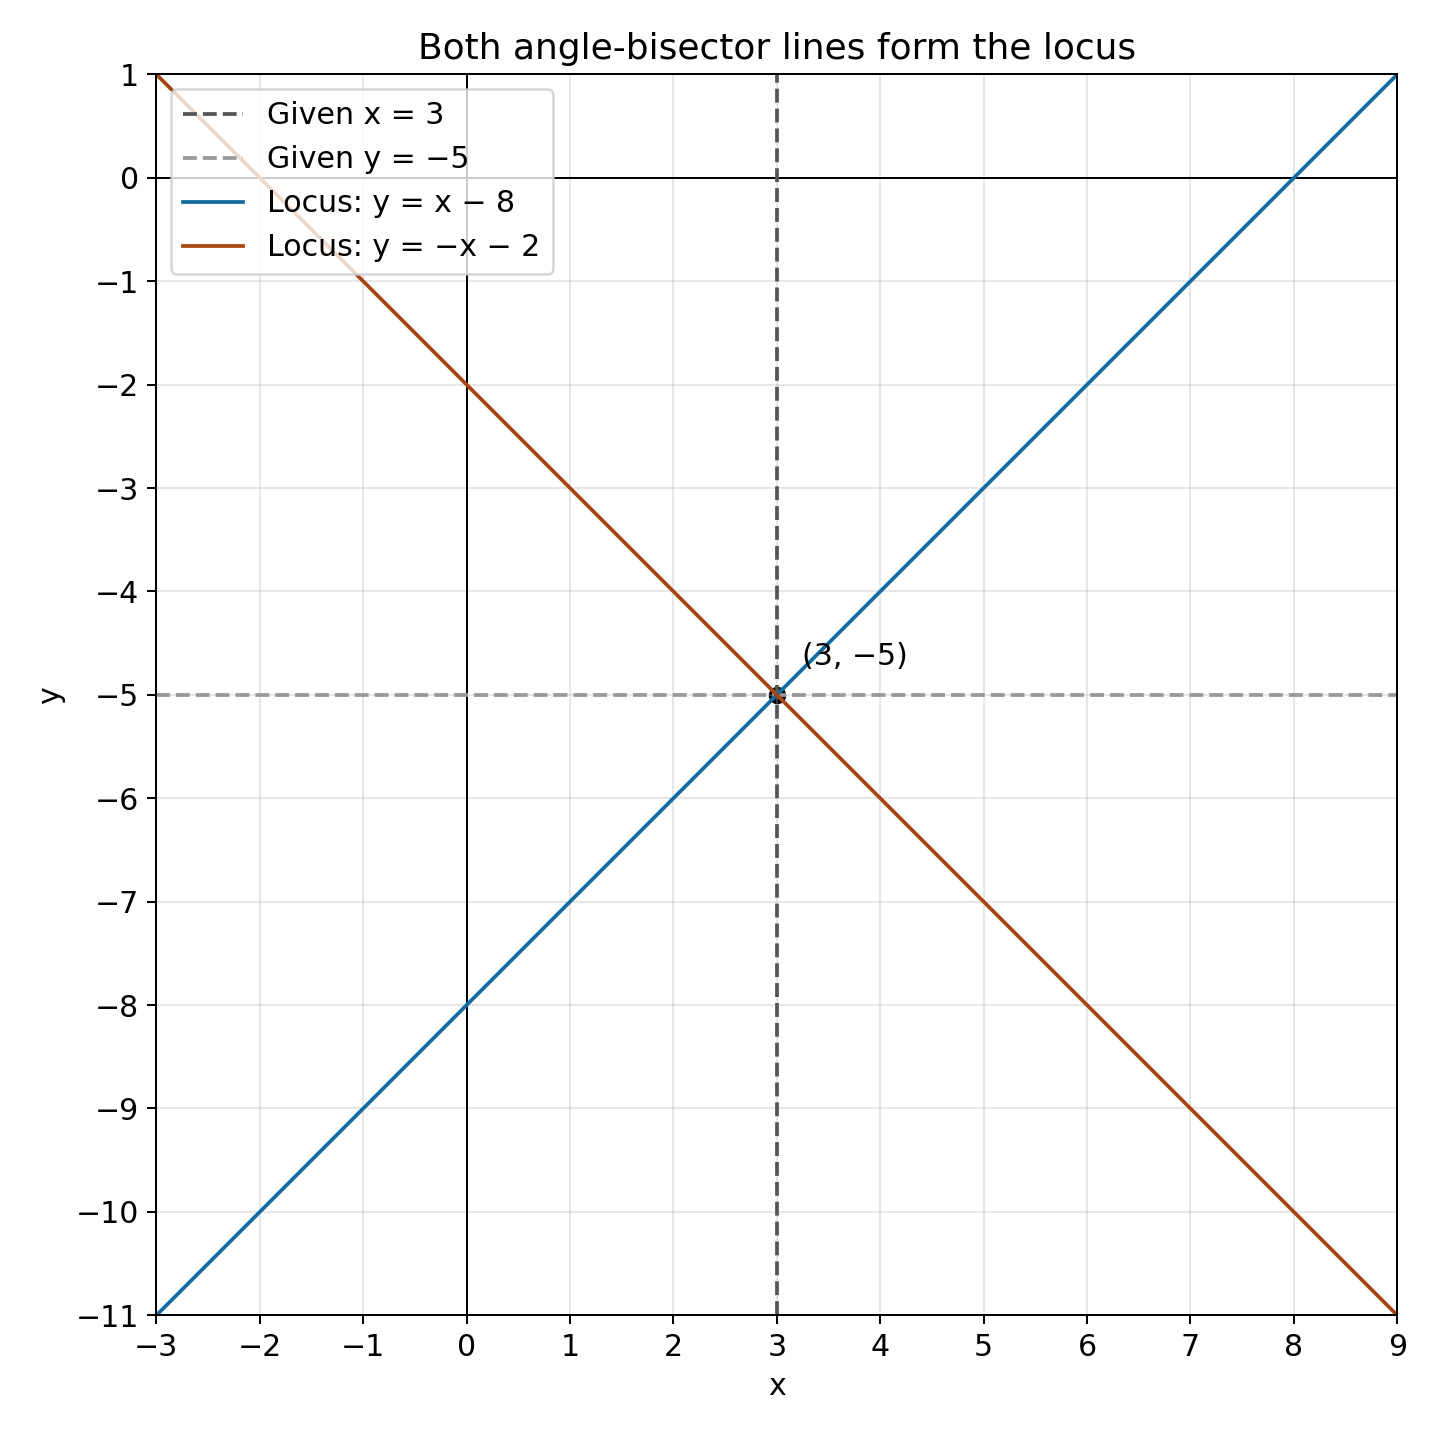 Both angle-bisector lines form the locus
Given x = 3
Given y = −5
Locus: y = x − 8
Locus: y = −x − 2
1
0
−1
−2
−3
−4
(3, −5)
−5
−6
−7
−8
−9
−10
−11
y
−3 −2 −1 0 1 2 3 4 5 6 7 8 9
x